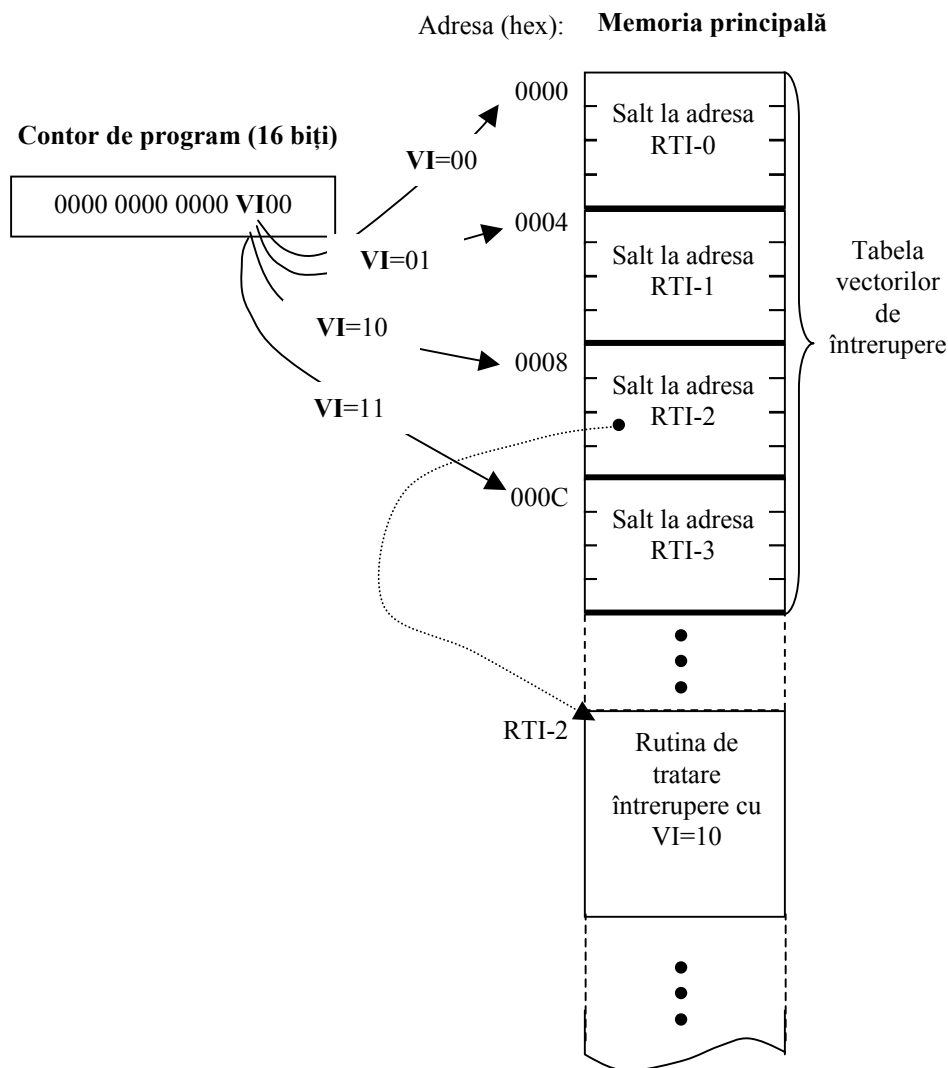 Adresa (hex): Memoria principală
0000
Salt la adresa
RTI-0
Contor de program (16 biți)
VI=00
0000 0000 0000 VI00
0004
VI=01
Salt la adresa
RTI-1
Tabela
vectorilor
de
întrerupere
VI=10
0008
Salt la adresa
RTI-2
VI=11
000C
Salt la adresa
RTI-3
RTI-2
Rutina de
tratare
întrerupere cu
VI=10